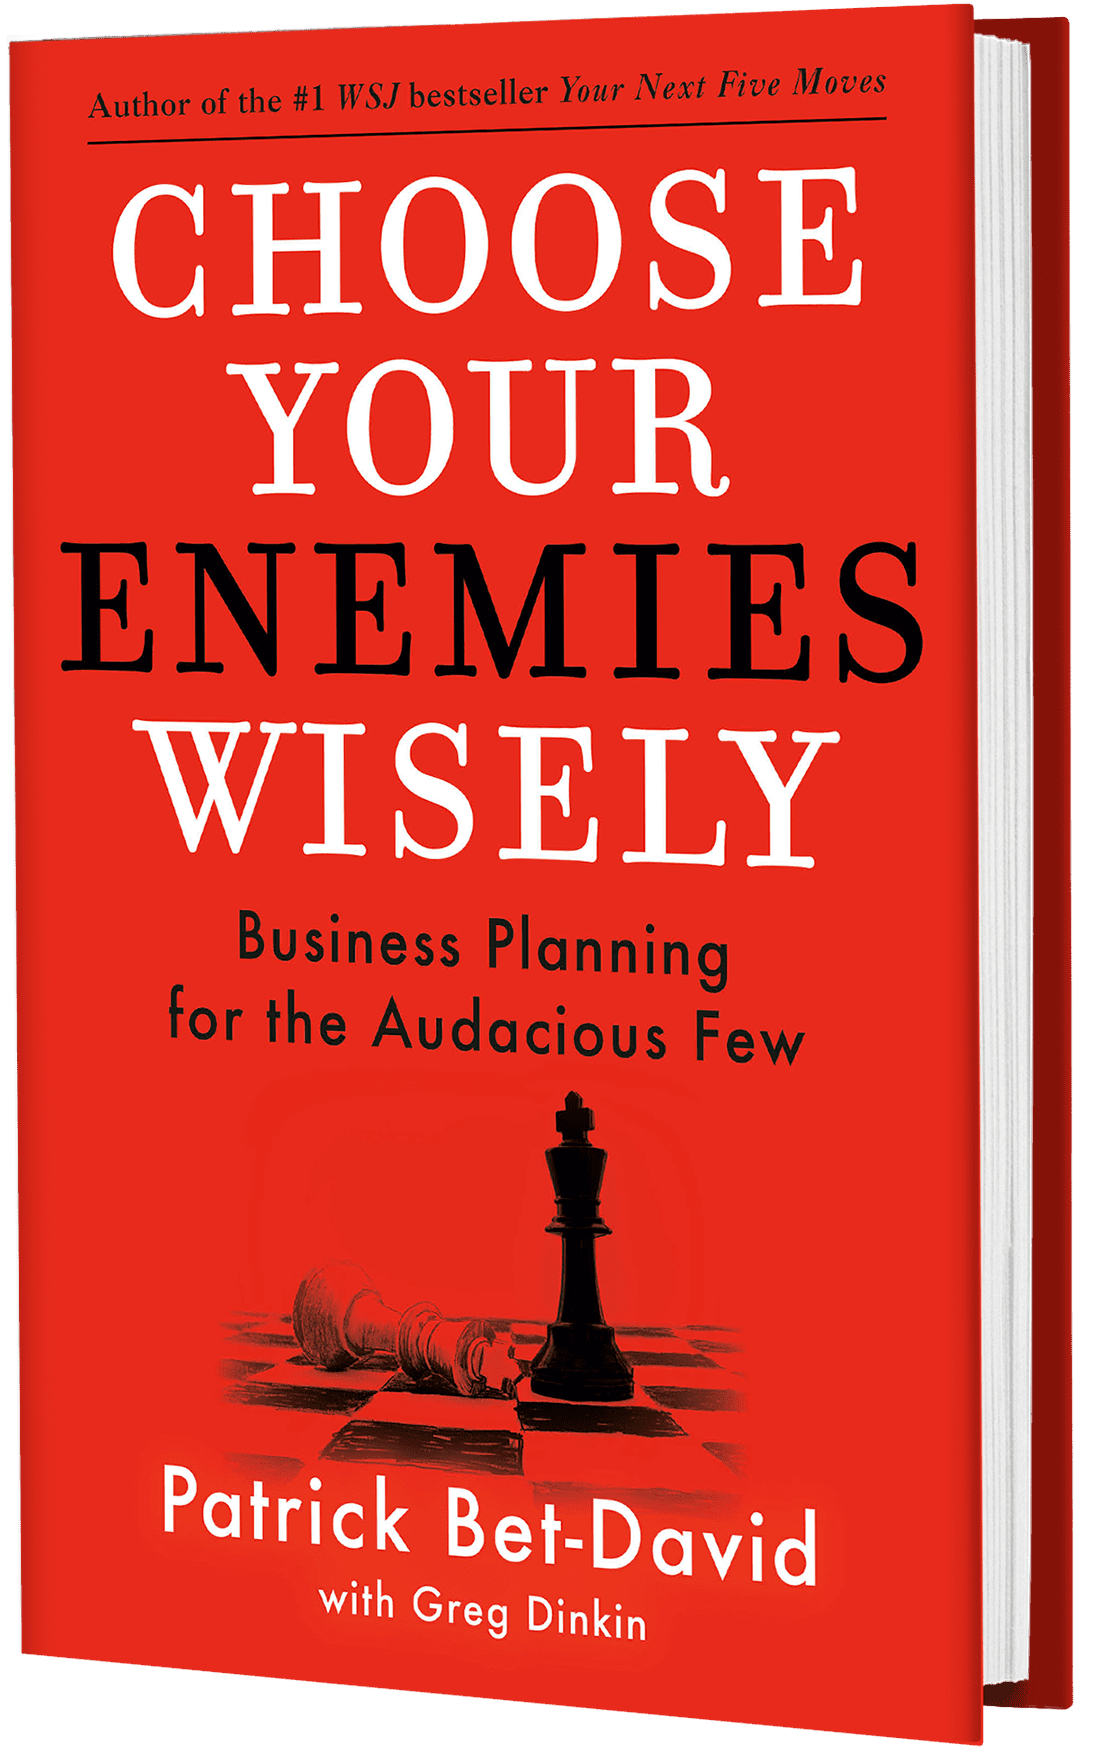 Author of the #1 WSJ bestseller Your Next Five Moves
CHOOSE
YOUR
ENEMIES
WISELY
Business Planning
for the Audacious Few
Patrick Bet-David
with Greg Dinkin